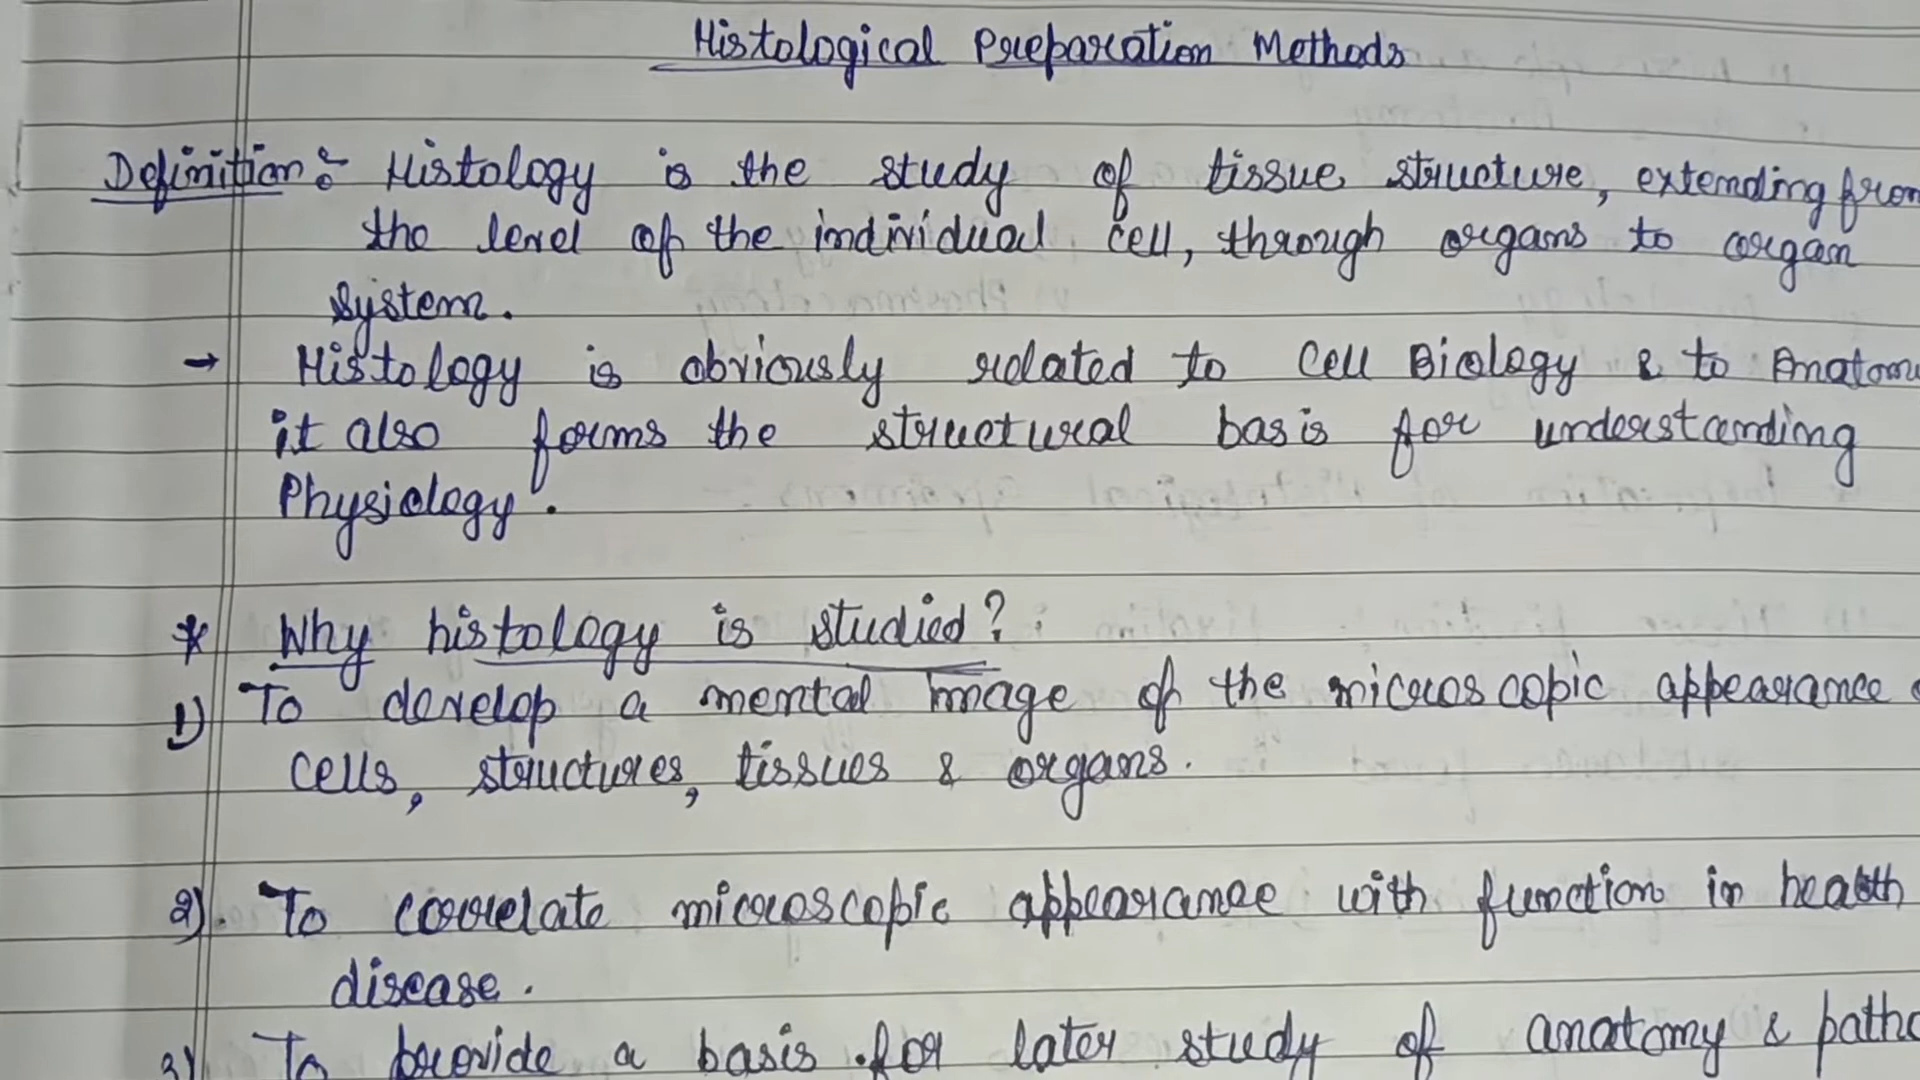 Histological Preparation Methods
Definition:- Histology is the study of tissue structure, extending from
the level of the individual cell, through organs to organ
system.
→ Histology is obviously related to Cell Biology & to Anatom
it also forms the structural basis for understanding
Physiology.
* Why histology is studied?
1) To develop a mental image of the microscopic appearance
cells, structures, tissues & organs.
2). To correlate microscopic appearance with function in health
disease.
3) To provide a basis for later study of anatomy & patho